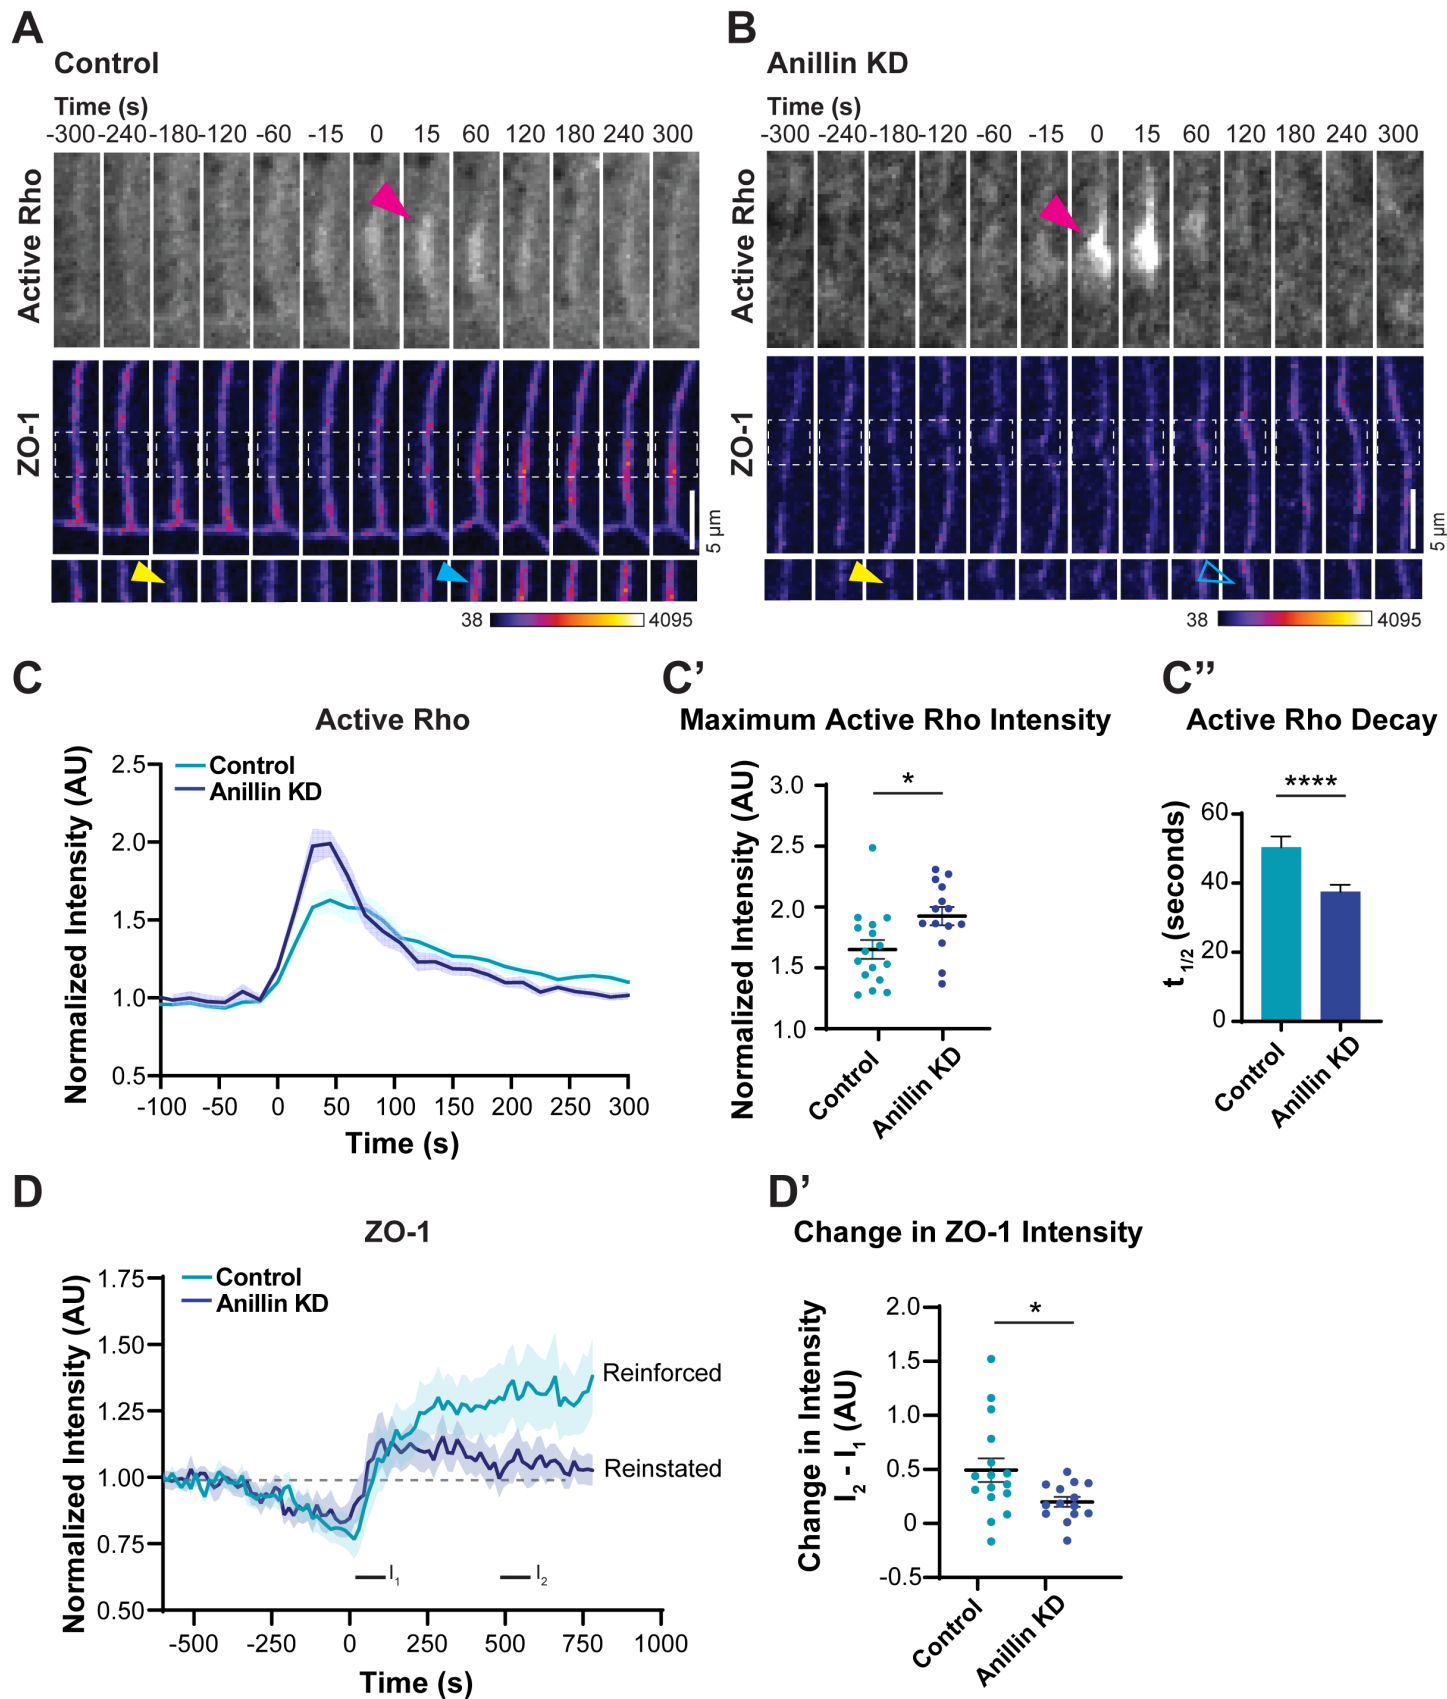 A
Control
Time (s)
-300 -240 -180 -120 -60 -15 0 15 60 120 180 240 300
Active Rho
ZO-1
5 µm
38 4095
B
Anillin KD
Time (s)
-300 -240 -180 -120 -60 -15 0 15 60 120 180 240 300
Active Rho
ZO-1
5 µm
38 4095
C
Active Rho
Normalized Intensity (AU)
2.5
2.0
1.5
1.0
0.5
Control
Anillin KD
-100 -50 0 50 100 150 200 250 300
Time (s)
C’
Maximum Active Rho Intensity
Normalized Intensity (AU)
3.0
2.5
2.0
1.5
1.0
*
Control
Anillin KD
C’’
Active Rho Decay
t1/2 (seconds)
60
40
20
0
****
Control
Anillin KD
D
ZO-1
Normalized Intensity (AU)
1.75
1.50
1.25
1.00
0.75
0.50
Control
Anillin KD
Reinforced
Reinstated
I1
I2
-500 -250 0 250 500 750 1000
Time (s)
D’
Change in ZO-1 Intensity
Change in Intensity
I2 - I1 (AU)
2.0
1.5
1.0
0.5
0
-0.5
*
Control
Anillin KD